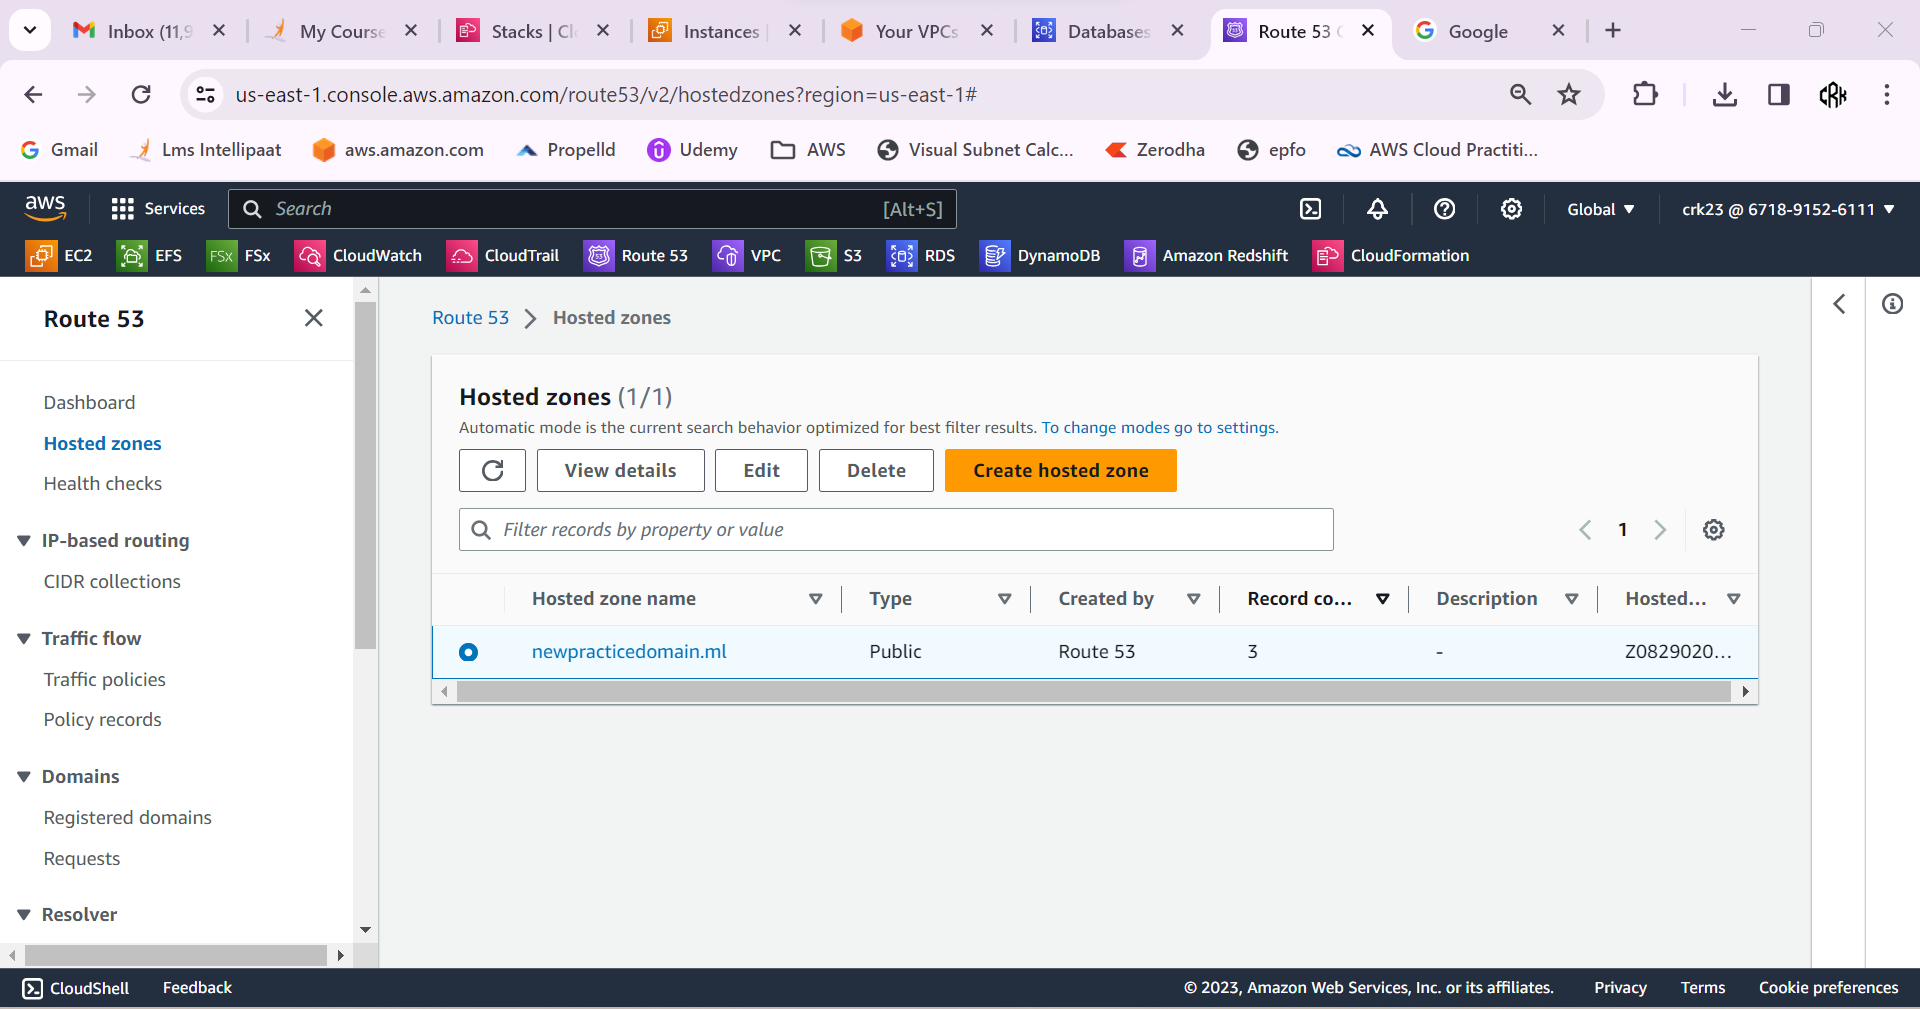 Inbox (11,9
My Course
Stacks | Cl
Instances |
Your VPCs
Databases
Route 53 C
Google
us-east-1.console.aws.amazon.com/route53/v2/hostedzones?region=us-east-1#
Gmail
Lms Intellipaat
aws.amazon.com
Propelld
Udemy
AWS
Visual Subnet Calc...
Zerodha
epfo
AWS Cloud Practiti...
aws
Services
Search
[Alt+S]
Global
crk23 @ 6718-9152-6111
EC2
EFS
FSx FSx
CloudWatch
CloudTrail
53 Route 53
VPC
S3
RDS
DynamoDB
Amazon Redshift
CloudFormation
Route 53
Dashboard
Hosted zones
Health checks
IP-based routing
CIDR collections
Traffic flow
Traffic policies
Policy records
Domains
Registered domains
Requests
Resolver
Route 53 > Hosted zones
Hosted zones (1/1)
Automatic mode is the current search behavior optimized for best filter results. To change modes go to settings.
View details
Edit
Delete
Create hosted zone
Filter records by property or value
1
Hosted zone name
Type
Created by
Record co...
Description
Hosted...
newpracticedomain.ml
Public
Route 53
3
-
Z0829020...
CloudShell
Feedback
© 2023, Amazon Web Services, Inc. or its affiliates.
Privacy
Terms
Cookie preferences